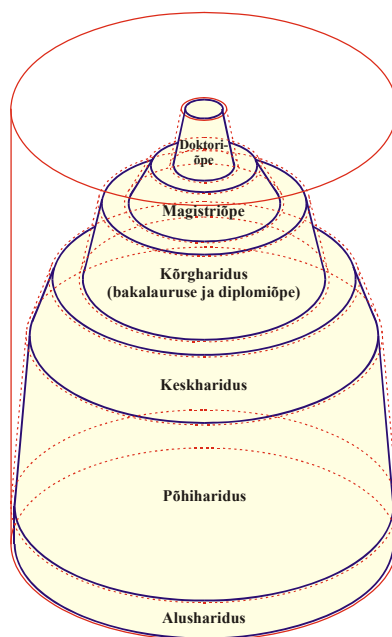 Doktori-
õpe
Magistriõpe
Kõrgharidus
(bakalauruse ja diplomiõpe)
Keskharidus
Põhiharidus
Alusharidus